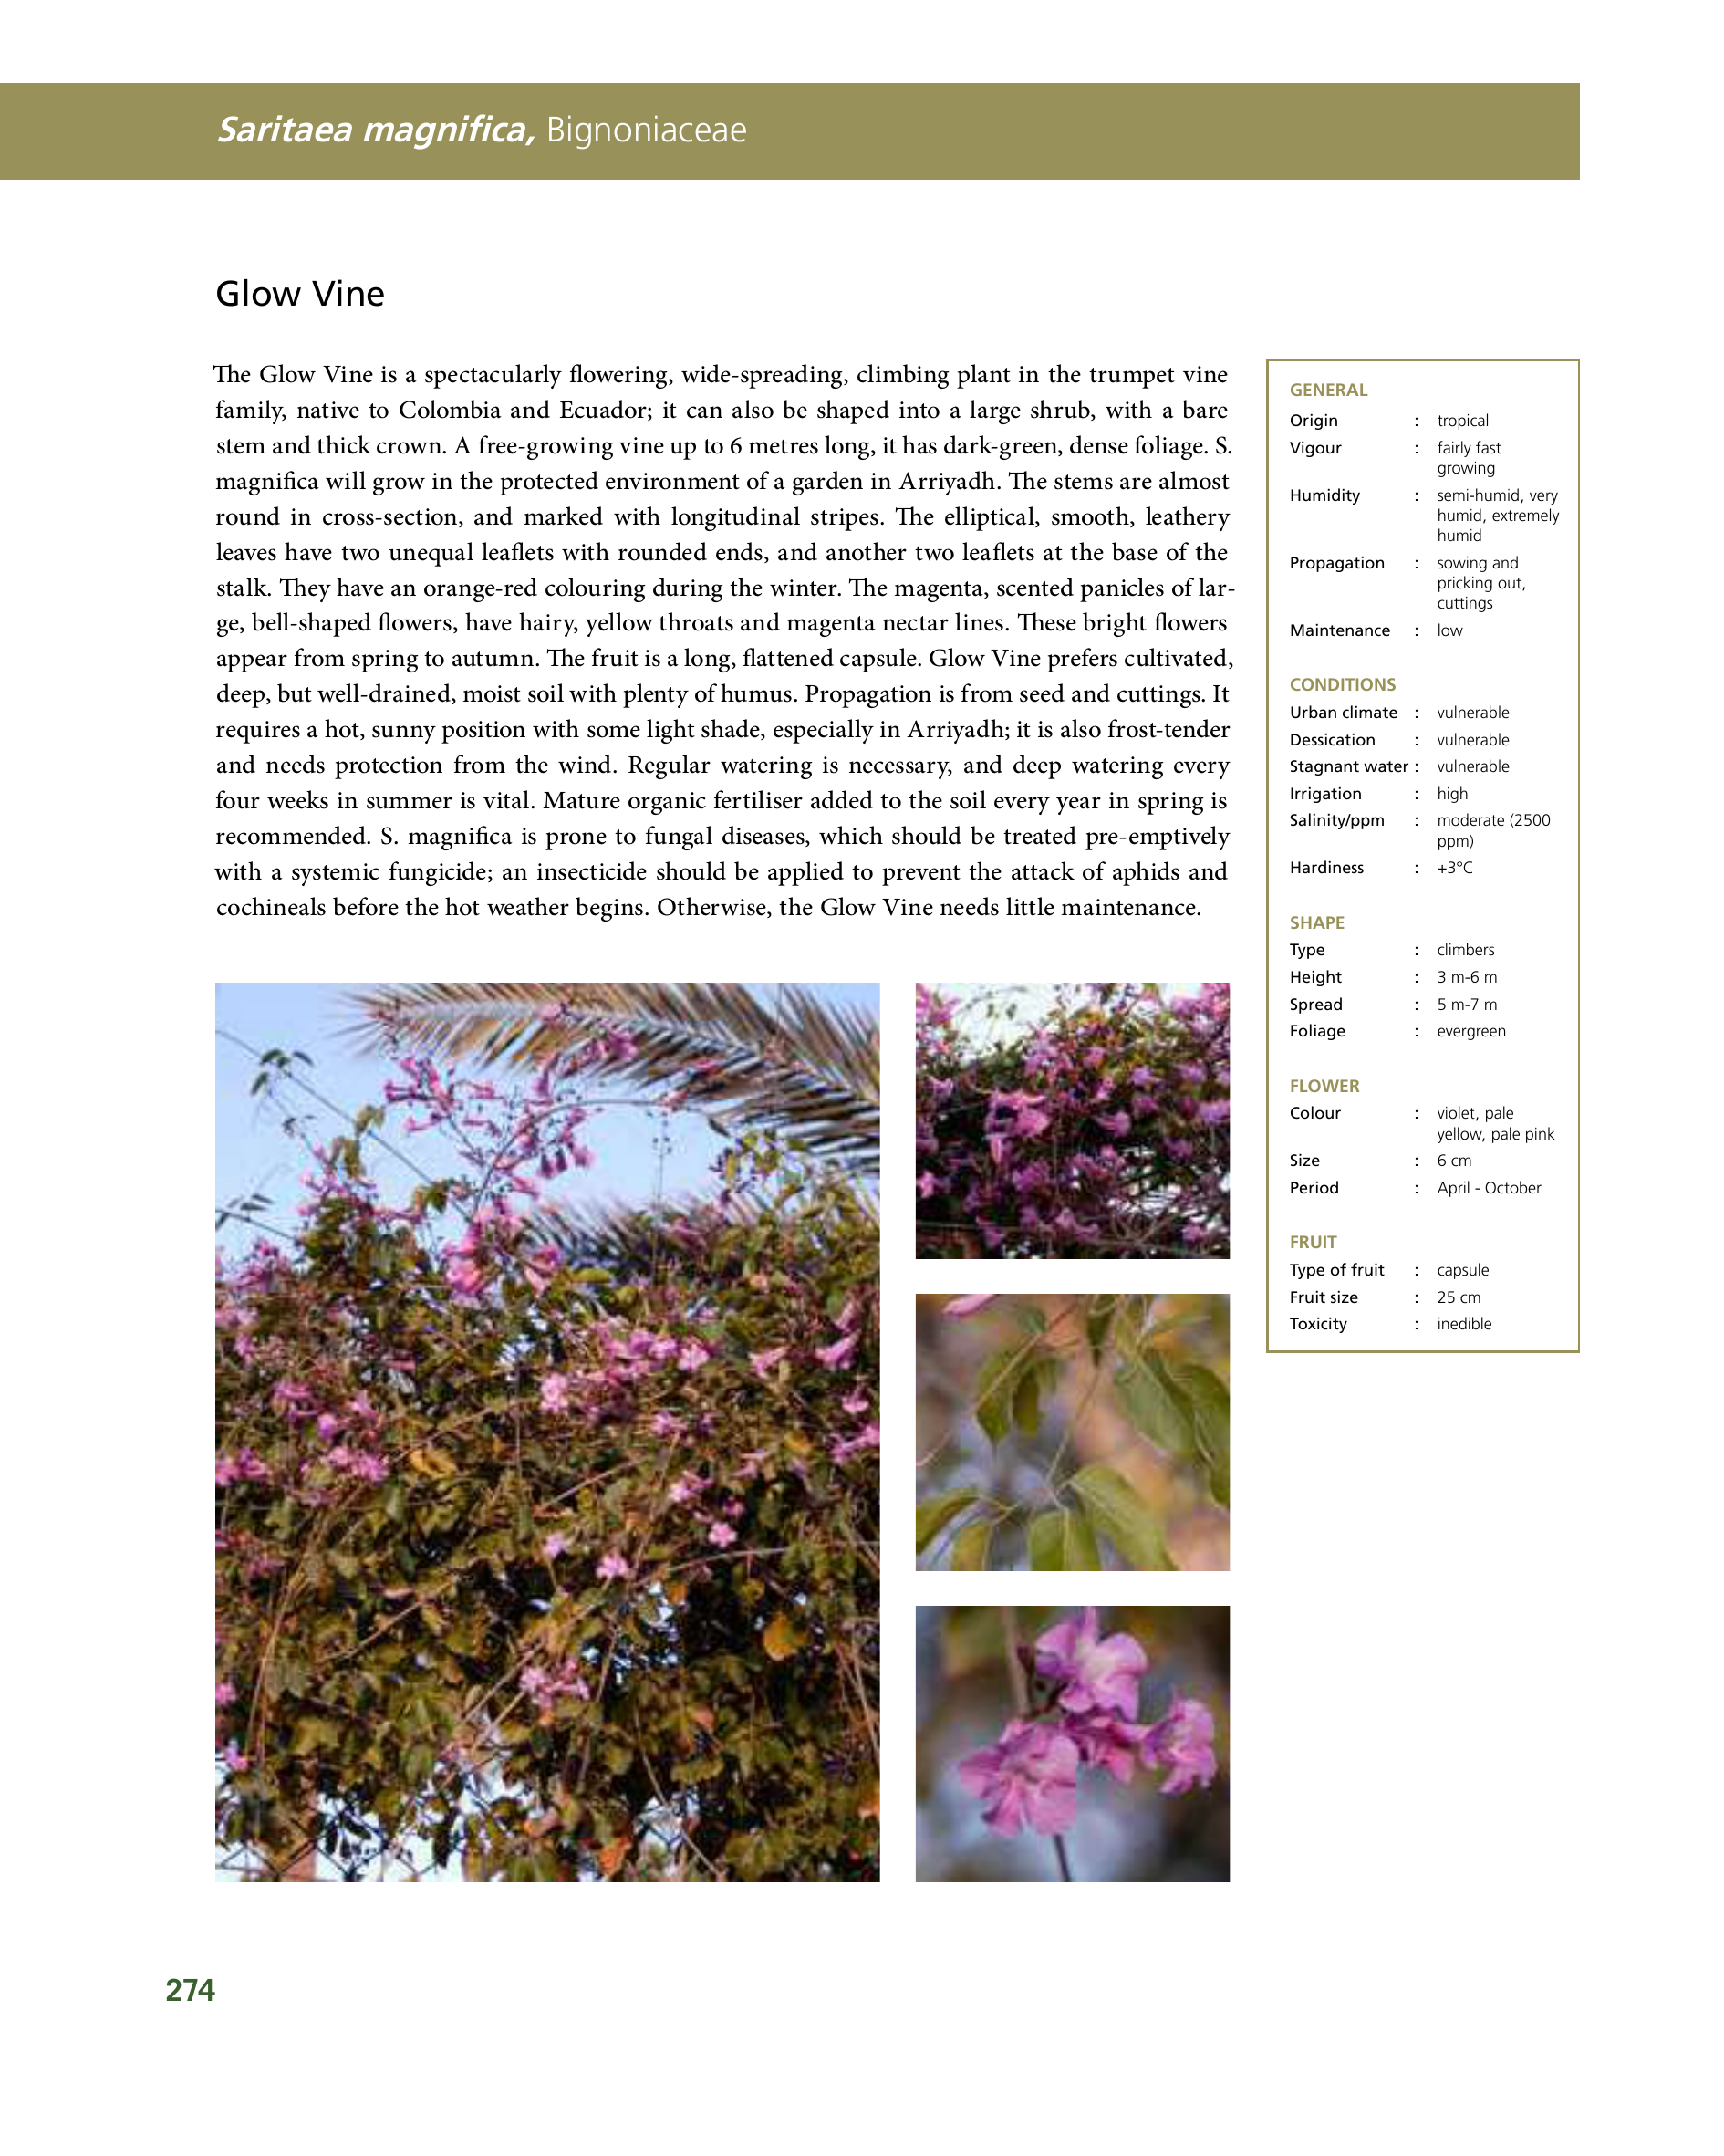 Saritaea magnifica, Bignoniaceae
Glow Vine
The Glow Vine is a spectacularly flowering, wide-spreading, climbing plant in the trumpet vine
family, native to Colombia and Ecuador; it can also be shaped into a large shrub, with a bare
stem and thick crown. A free-growing vine up to 6 metres long, it has dark-green, dense foliage. S.
magnifica will grow in the protected environment of a garden in Arriyadh. The stems are almost
round in cross-section, and marked with longitudinal stripes. The elliptical, smooth, leathery
leaves have two unequal leaflets with rounded ends, and another two leaflets at the base of the
stalk. They have an orange-red colouring during the winter. The magenta, scented panicles of lar-
ge, bell-shaped flowers, have hairy, yellow throats and magenta nectar lines. These bright flowers
appear from spring to autumn. The fruit is a long, flattened capsule. Glow Vine prefers cultivated,
deep, but well-drained, moist soil with plenty of humus. Propagation is from seed and cuttings. It
requires a hot, sunny position with some light shade, especially in Arriyadh; it is also frost-tender
and needs protection from the wind. Regular watering is necessary, and deep watering every
four weeks in summer is vital. Mature organic fertiliser added to the soil every year in spring is
recommended. S. magnifica is prone to fungal diseases, which should be treated pre-emptively
with a systemic fungicide; an insecticide should be applied to prevent the attack of aphids and
cochineals before the hot weather begins. Otherwise, the Glow Vine needs little maintenance.
GENERAL
Origin : tropical
Vigour : fairly fast
growing
Humidity : semi-humid, very
humid, extremely
humid
Propagation : sowing and
pricking out,
cuttings
Maintenance : low
CONDITIONS
Urban climate : vulnerable
Dessication : vulnerable
Stagnant water : vulnerable
Irrigation : high
Salinity/ppm : moderate (2500
ppm)
Hardiness : +3°C
SHAPE
Type : climbers
Height : 3 m-6 m
Spread : 5 m-7 m
Foliage : evergreen
FLOWER
Colour : violet, pale
yellow, pale pink
Size : 6 cm
Period : April - October
FRUIT
Type of fruit : capsule
Fruit size : 25 cm
Toxicity : inedible
274